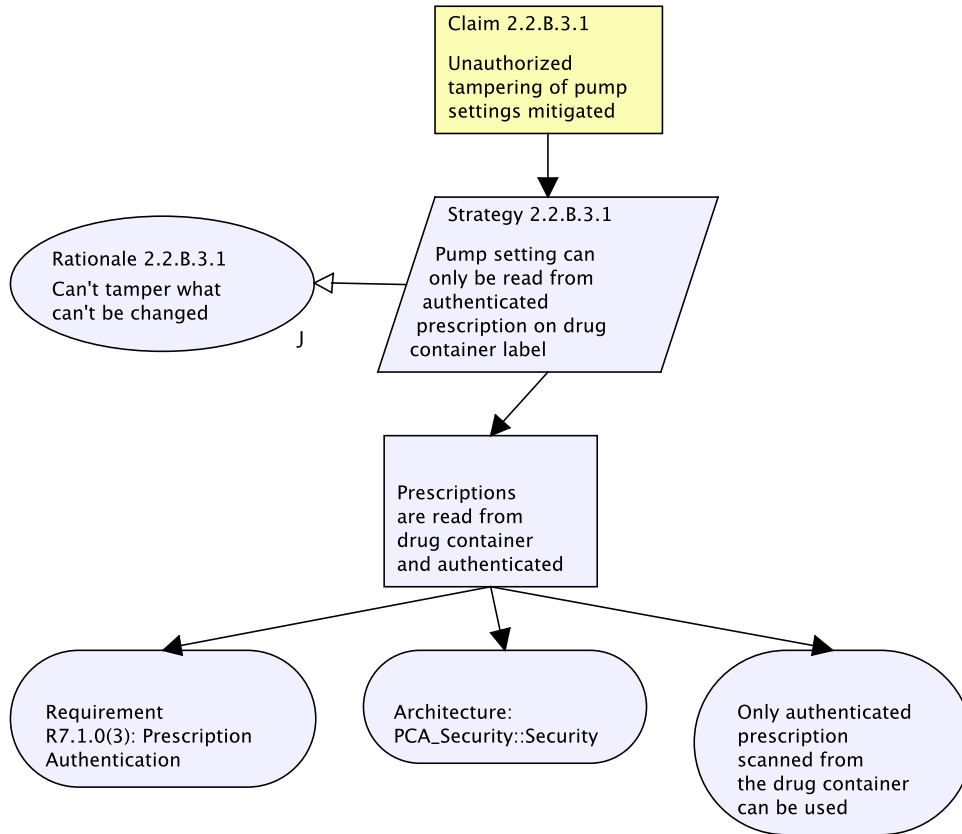 Claim 2.2.B.3.1
Unauthorized
tampering of pump
settings mitigated
Strategy 2.2.B.3.1
Pump setting can
only be read from
authenticated
prescription on drug
container label
Rationale 2.2.B.3.1
Can't tamper what
can't be changed
J
Prescriptions
are read from
drug container
and authenticated
Requirement
R7.1.0(3): Prescription
Authentication
Architecture:
PCA_Security::Security
Only authenticated
prescription
scanned from
the drug container
can be used